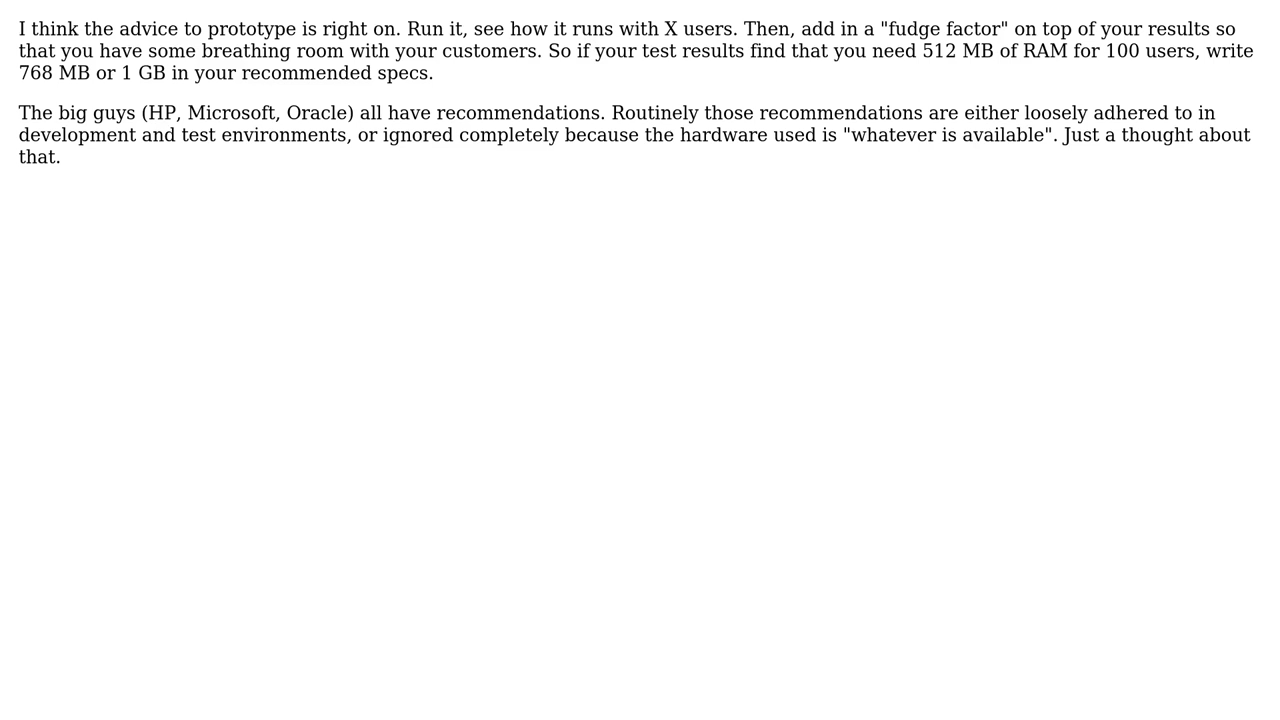 I think the advice to prototype is right on. Run it, see how it runs with X users. Then, add in a "fudge factor" on top of your results so
that you have some breathing room with your customers. So if your test results find that you need 512 MB of RAM for 100 users, write
768 MB or 1 GB in your recommended specs.
The big guys (HP, Microsoft, Oracle) all have recommendations. Routinely those recommendations are either loosely adhered to in
development and test environments, or ignored completely because the hardware used is "whatever is available". Just a thought about
that.